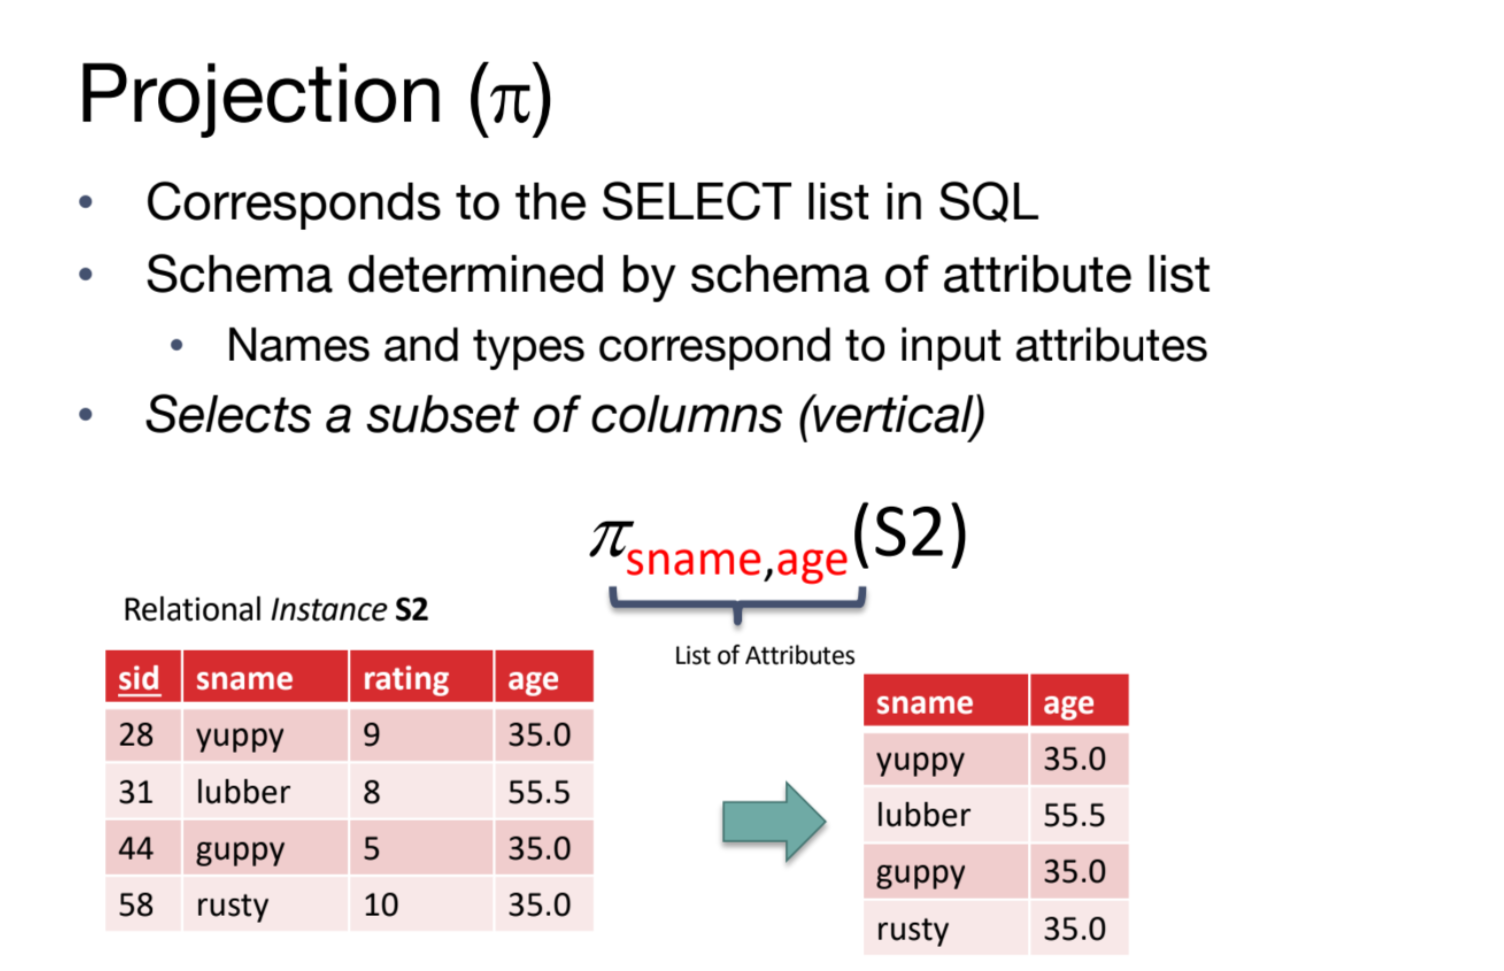 Projection (π)
• Corresponds to the SELECT list in SQL
• Schema determined by schema of attribute list
• Names and types correspond to input attributes
• Selects a subset of columns (vertical)
π sname,age (S2)
List of Attributes
Relational Instance S2
sid sname rating age
28 yuppy 9 35.0
31 lubber 8 55.5
44 guppy 5 35.0
58 rusty 10 35.0
sname age
yuppy 35.0
lubber 55.5
guppy 35.0
rusty 35.0